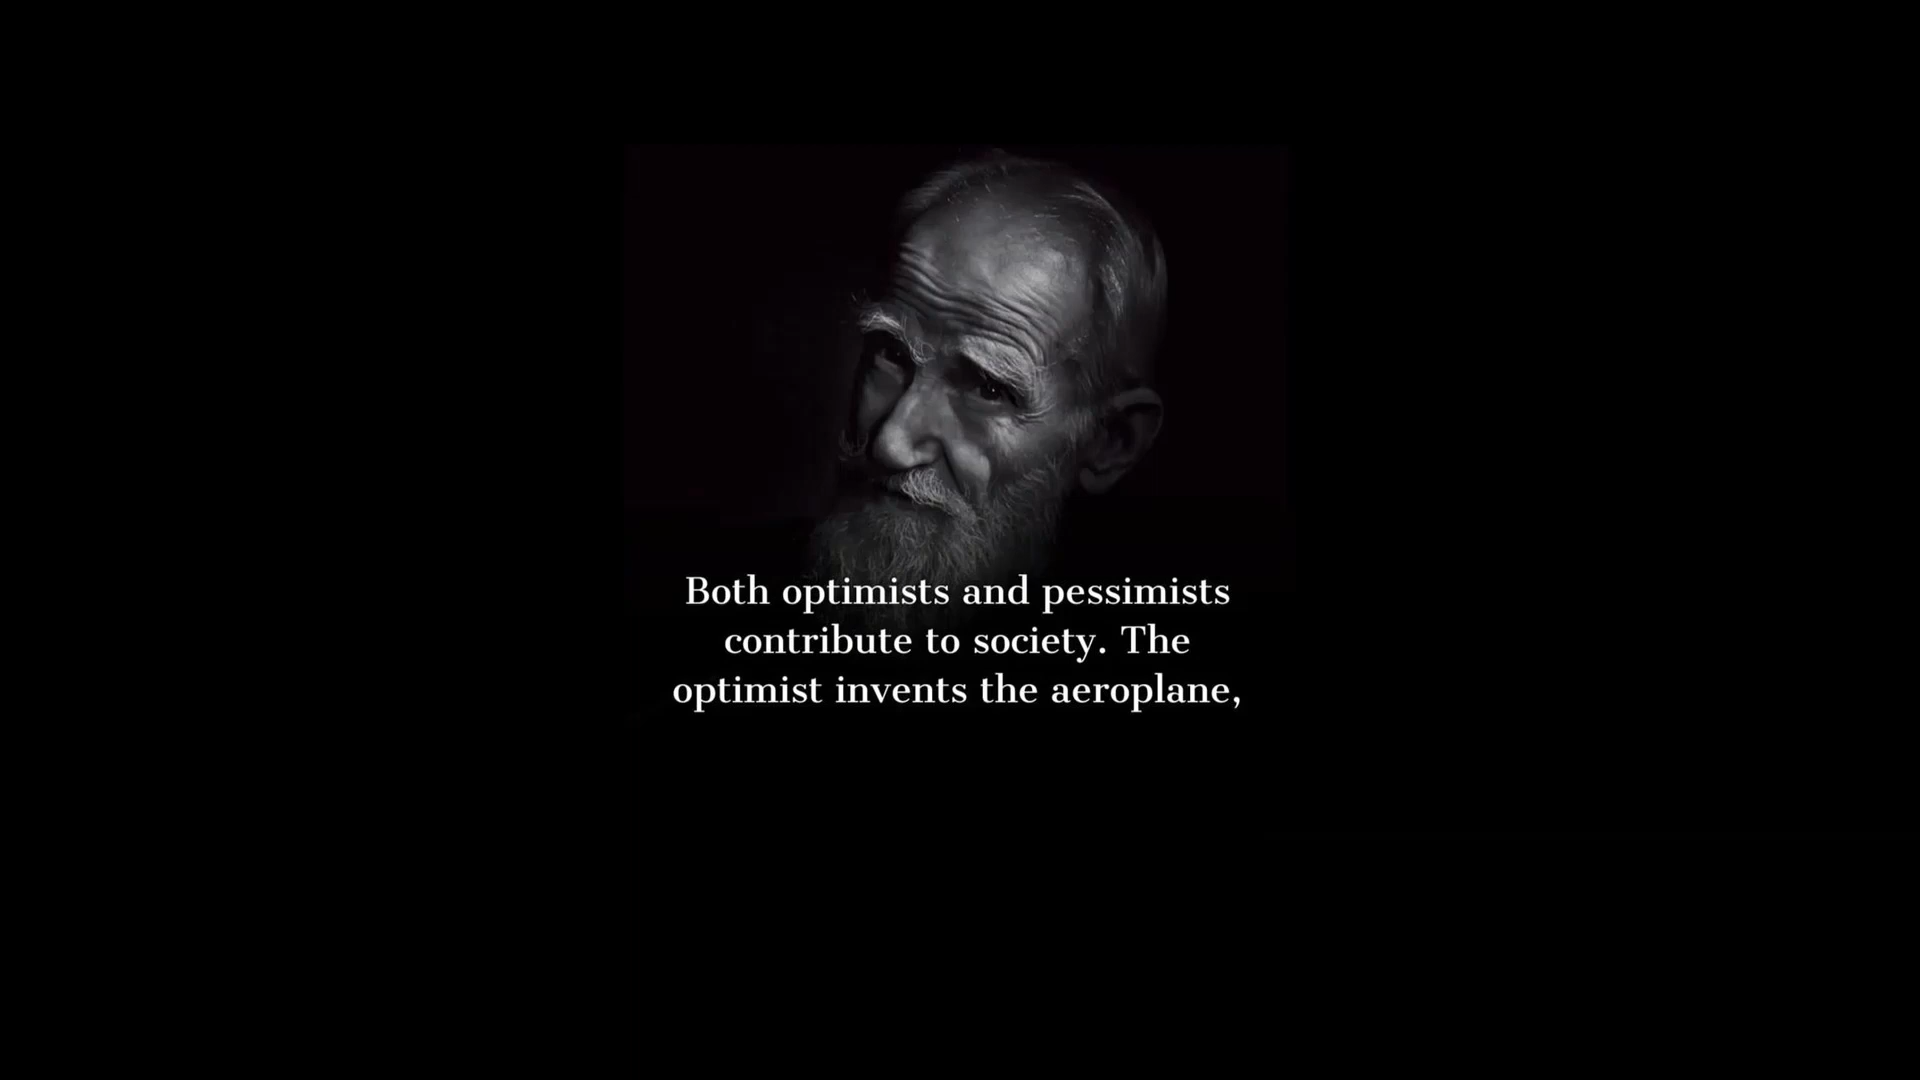 Both optimists and pessimists
contribute to society. The
optimist invents the aeroplane,